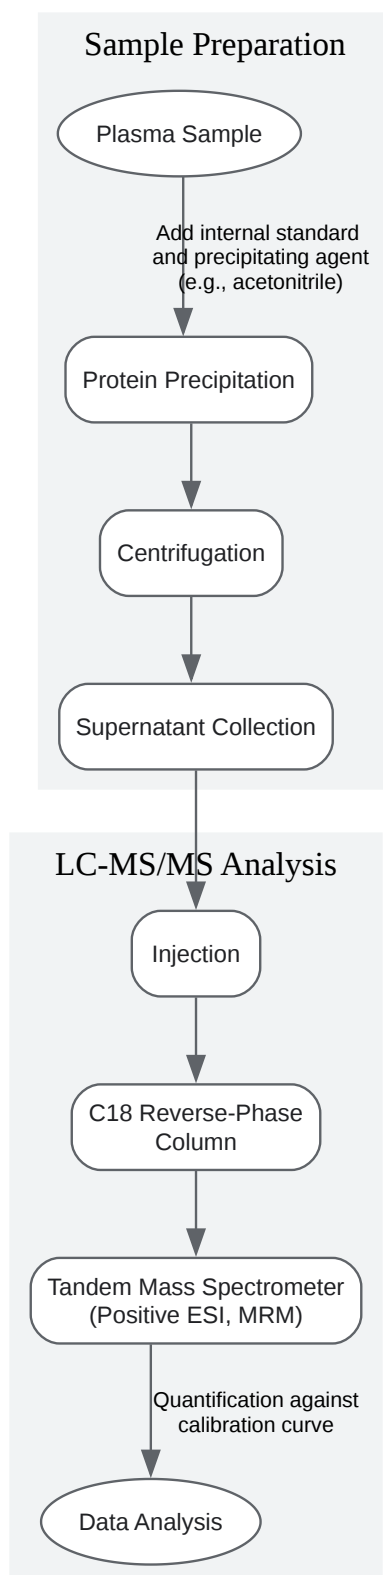 Sample Preparation
Plasma Sample
Add internal standard
and precipitating agent
(e.g., acetonitrile)
Protein Precipitation
Centrifugation
Supernatant Collection
LC-MS/MS Analysis
Injection
C18 Reverse-Phase
Column
Tandem Mass Spectrometer
(Positive ESI, MRM)
Quantification against
calibration curve
Data Analysis